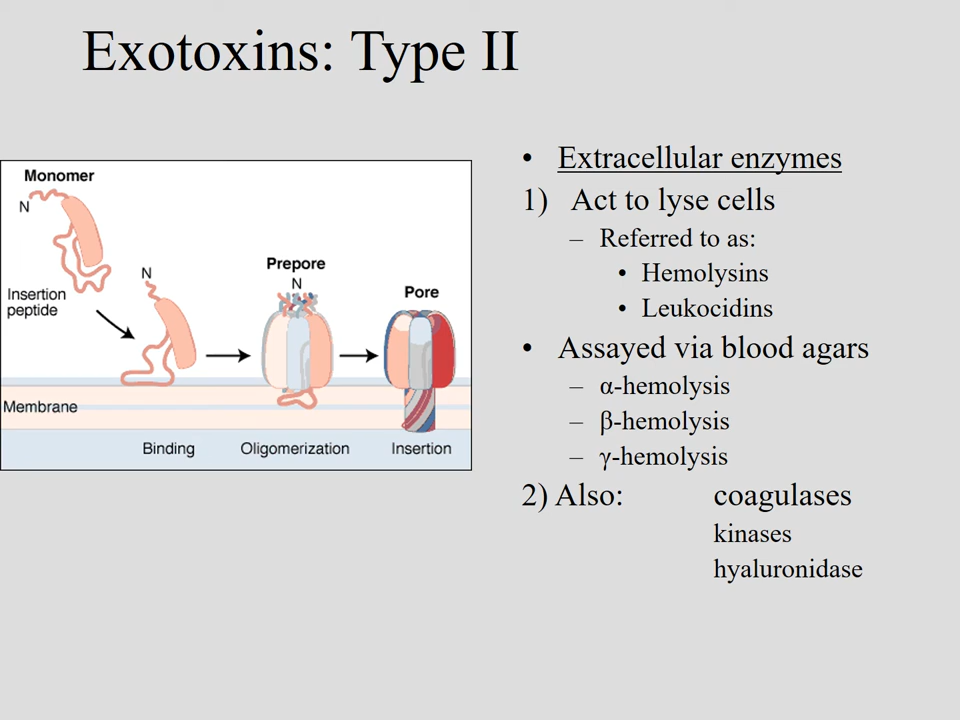 Exotoxins: Type II
Monomer
N
Insertion
peptide
N
Prepore
N
Pore
Membrane
Binding
Oligomerization
Insertion
• Extracellular enzymes
1) Act to lyse cells
– Referred to as:
• Hemolysins
• Leukocidins
• Assayed via blood agars
– α-hemolysis
– β-hemolysis
– γ-hemolysis
2) Also: coagulases
kinases
hyaluronidase